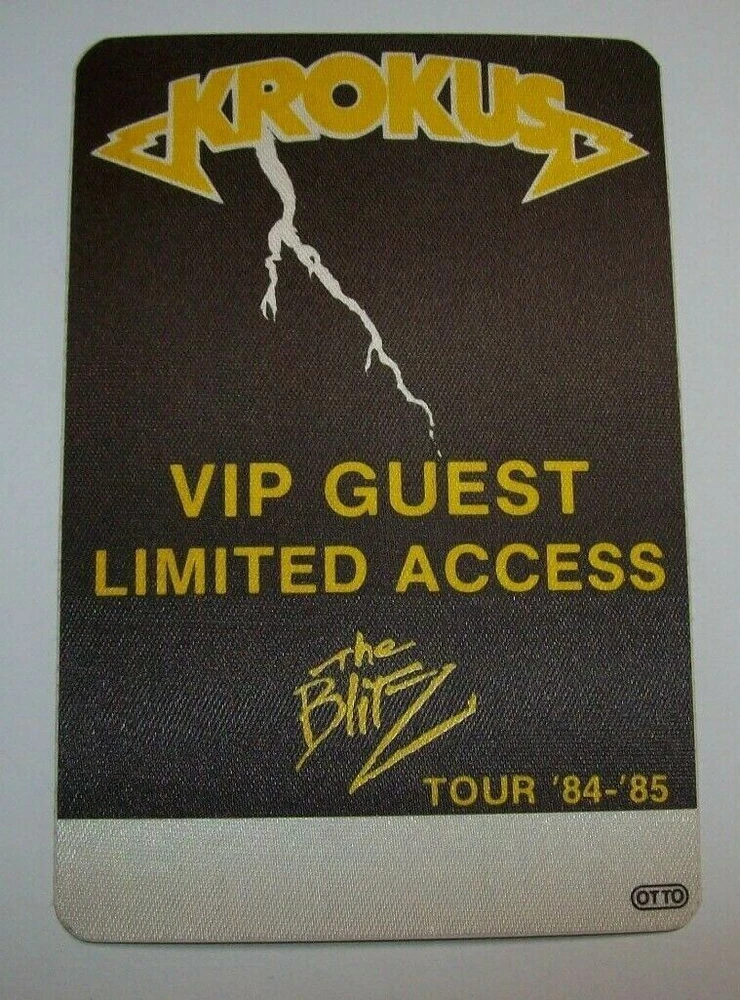 KROKUS
VIP GUEST
LIMITED ACCESS
The
Blitz
TOUR '84-'85
OTTO